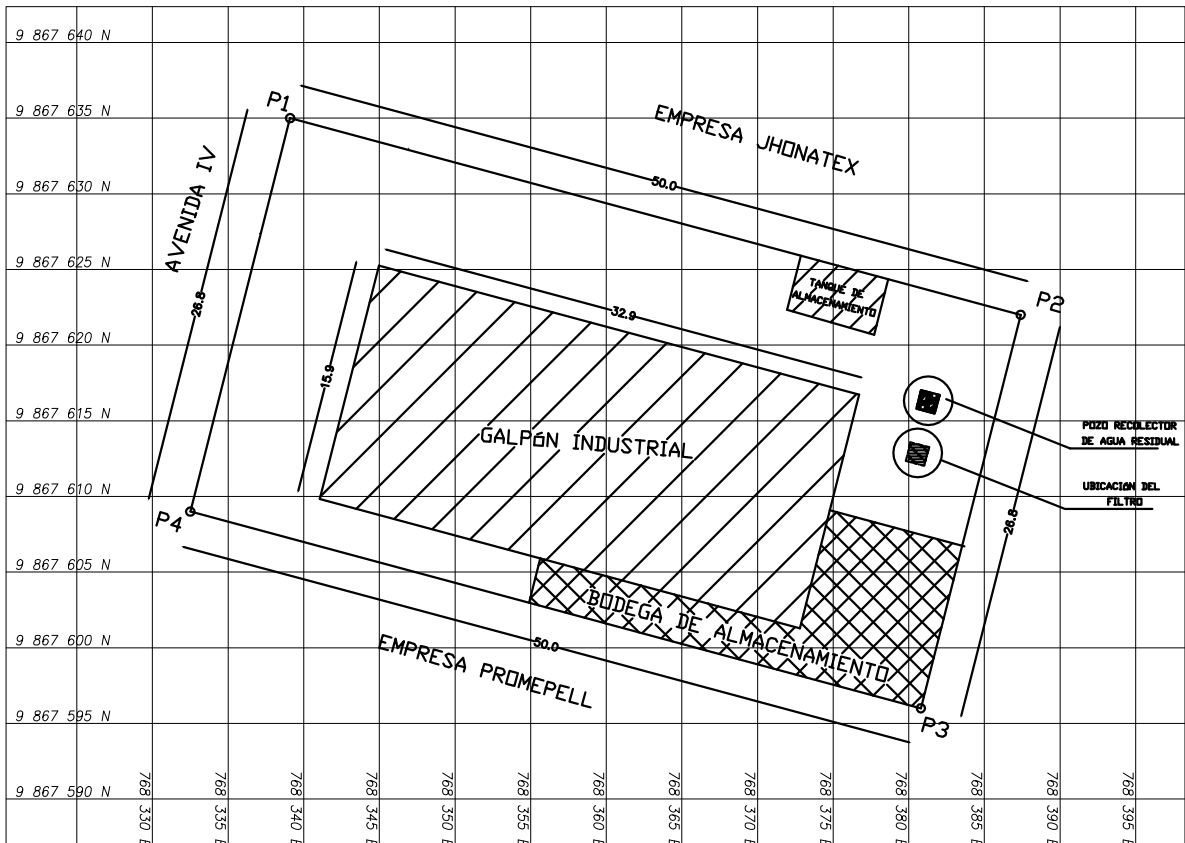 9 867 640 N
9 867 635 N
9 867 630 N
9 867 625 N
9 867 620 N
9 867 615 N
9 867 610 N
9 867 605 N
9 867 600 N
9 867 595 N
9 867 590 N
P1
EMPRESA JHONATEX
50.0
AVENIDA IV
26.8
P2
TANQUE DE
ALMACENAMIENTO
32.9
15.9
GALPóN INDUSTRIAL
POZO RECOLECTOR
DE AGUA RESIDUAL
UBICACIóN DEL
FILTRO
26.8
P4
BODEGA DE ALMACENAMIENTO
50.0
EMPRESA PROMEPELL
P3
768 330
768 335
768 340
768 345
768 350
768 355
768 360
768 365
768 370
768 375
768 380
768 385
768 390
768 395